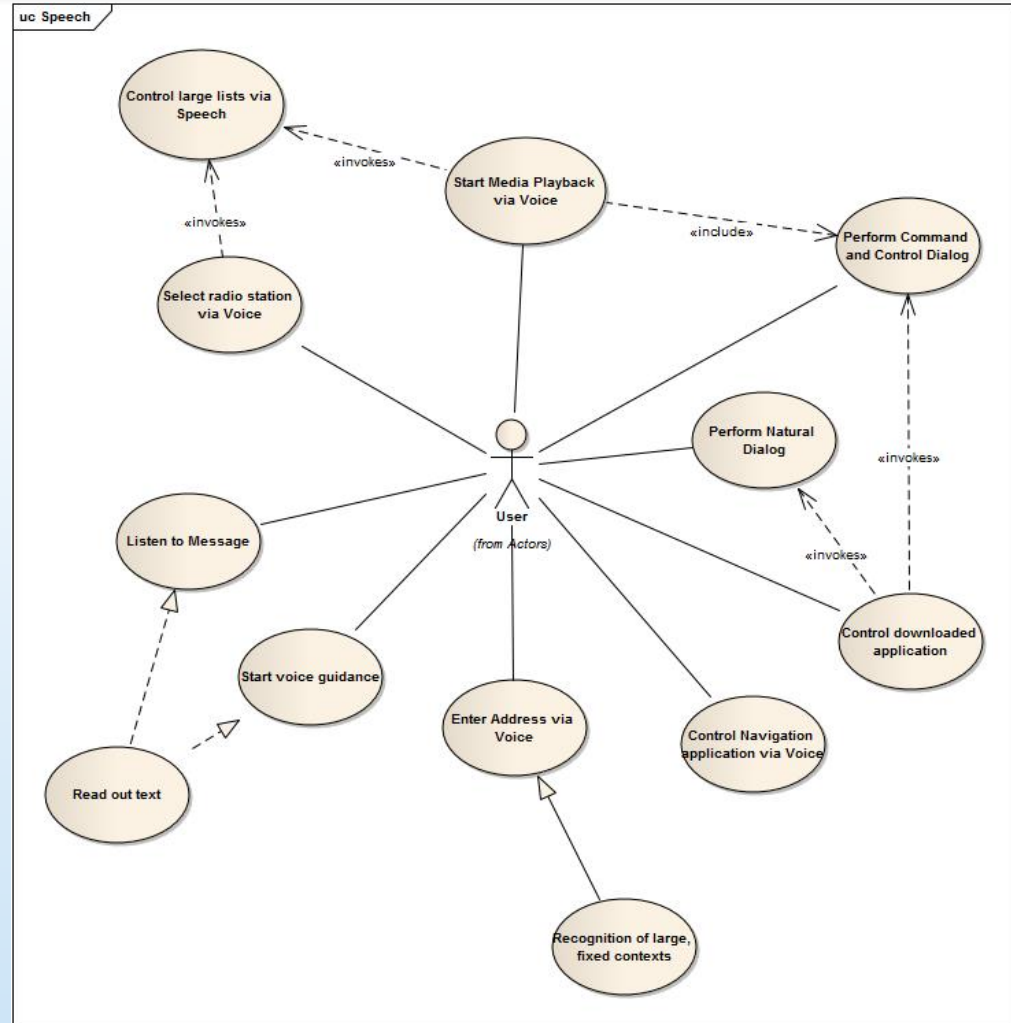 uc Speech
Control large lists via
Speech
«invokes»
Start Media Playback
via Voice
«include»
Perform Command
and Control Dialog
«invokes»
Select radio station
via Voice
Perform Natural
Dialog
«invokes»
User
(from Actors)
Listen to Message
«invokes»
Control downloaded
application
Start voice guidance
Enter Address via
Voice
Control Navigation
application via Voice
Read out text
Recognition of large,
fixed contexts